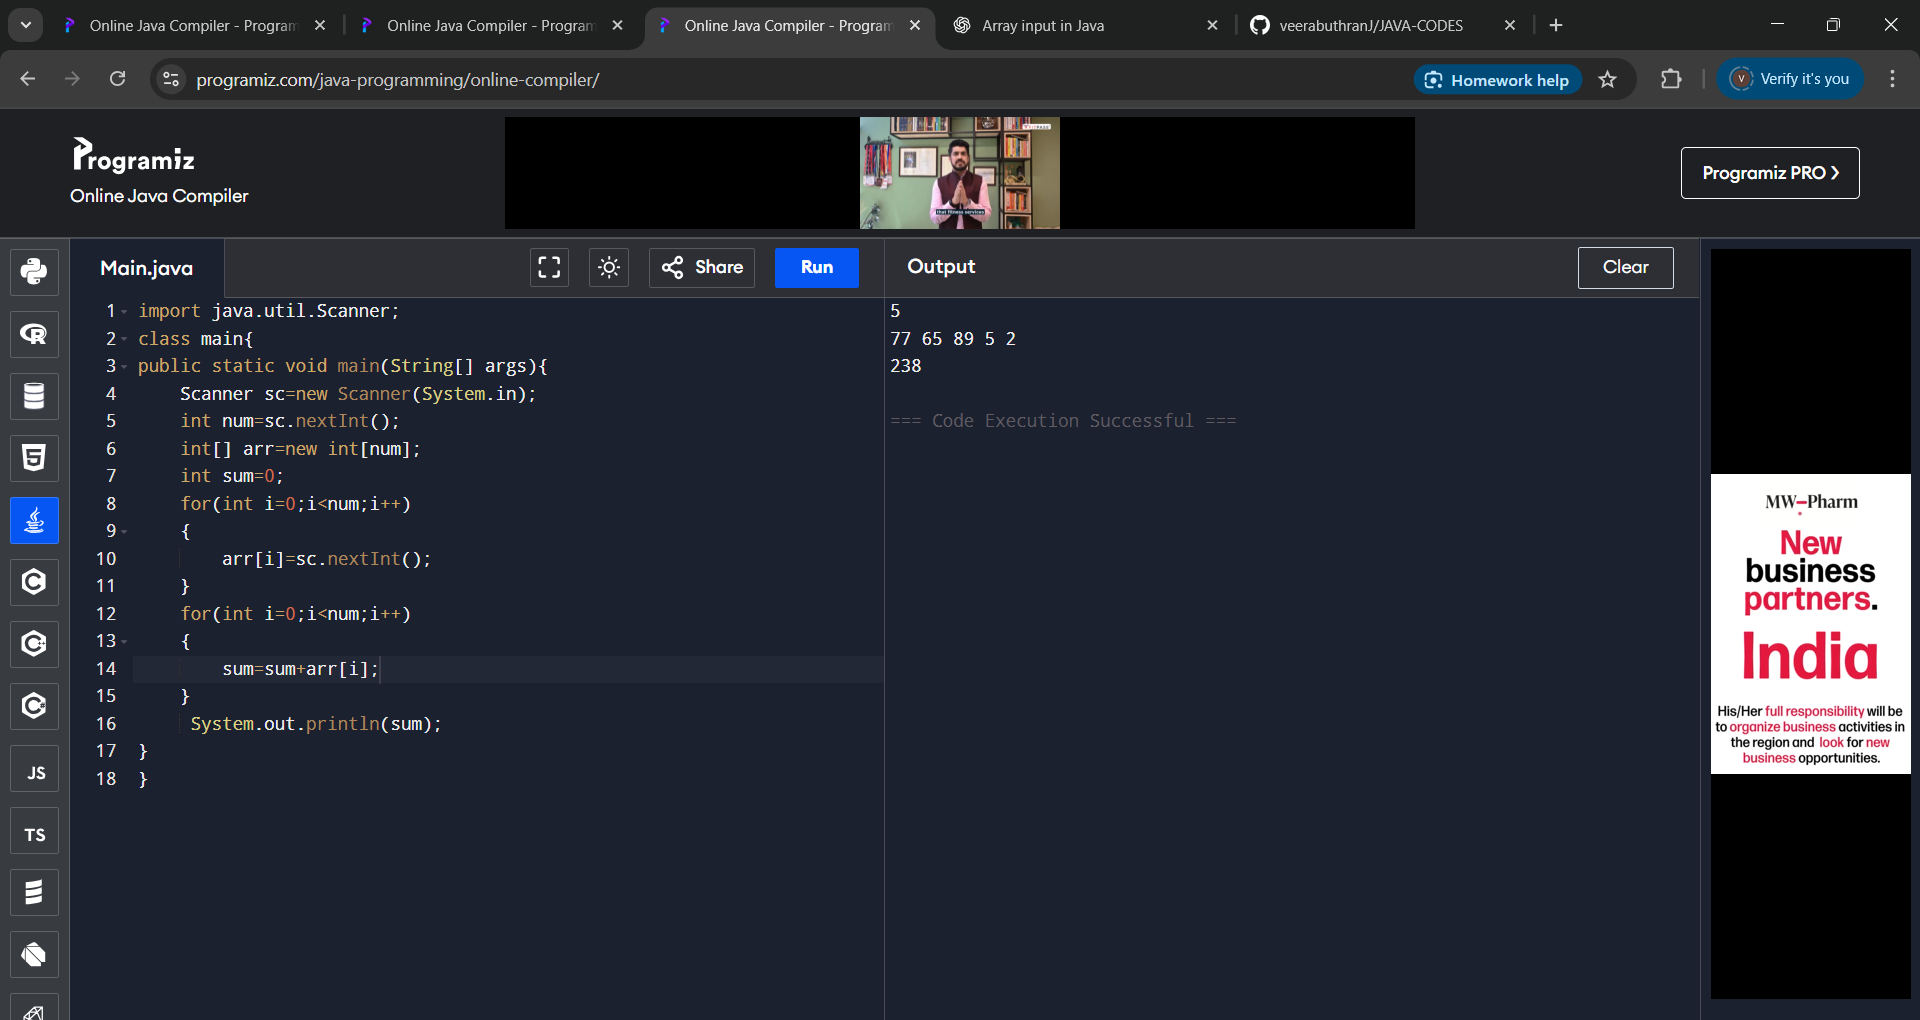 Online Java Compiler - Program
Online Java Compiler - Program
Online Java Compiler - Program
Array input in Java
veerabuthranJ/JAVA-CODES
programiz.com/java-programming/online-compiler/
Homework help
V
Verify it's you
Programiz
Online Java Compiler
that fitness services
Programiz PRO
Main.java
Share
Run
Output
Clear
1 import java.util.Scanner;
2 class main{
3 public static void main(String[] args){
4 Scanner sc=new Scanner(System.in);
5 int num=sc.nextInt();
6 int[] arr=new int[num];
7 int sum=0;
8 for(int i=0;i<num;i++)
9 {
10 arr[i]=sc.nextInt();
11 }
12 for(int i=0;i<num;i++)
13 {
14 sum=sum+arr[i];
15 }
16 System.out.println(sum);
17 }
18 }
5
77 65 89 5 2
238
=== Code Execution Successful ===
R
5
C
C
C
JS
TS
MW-Pharm
New
business
partners.
India
His/Her full responsibility will be
to organize business activities in
the region and look for new
business opportunities.